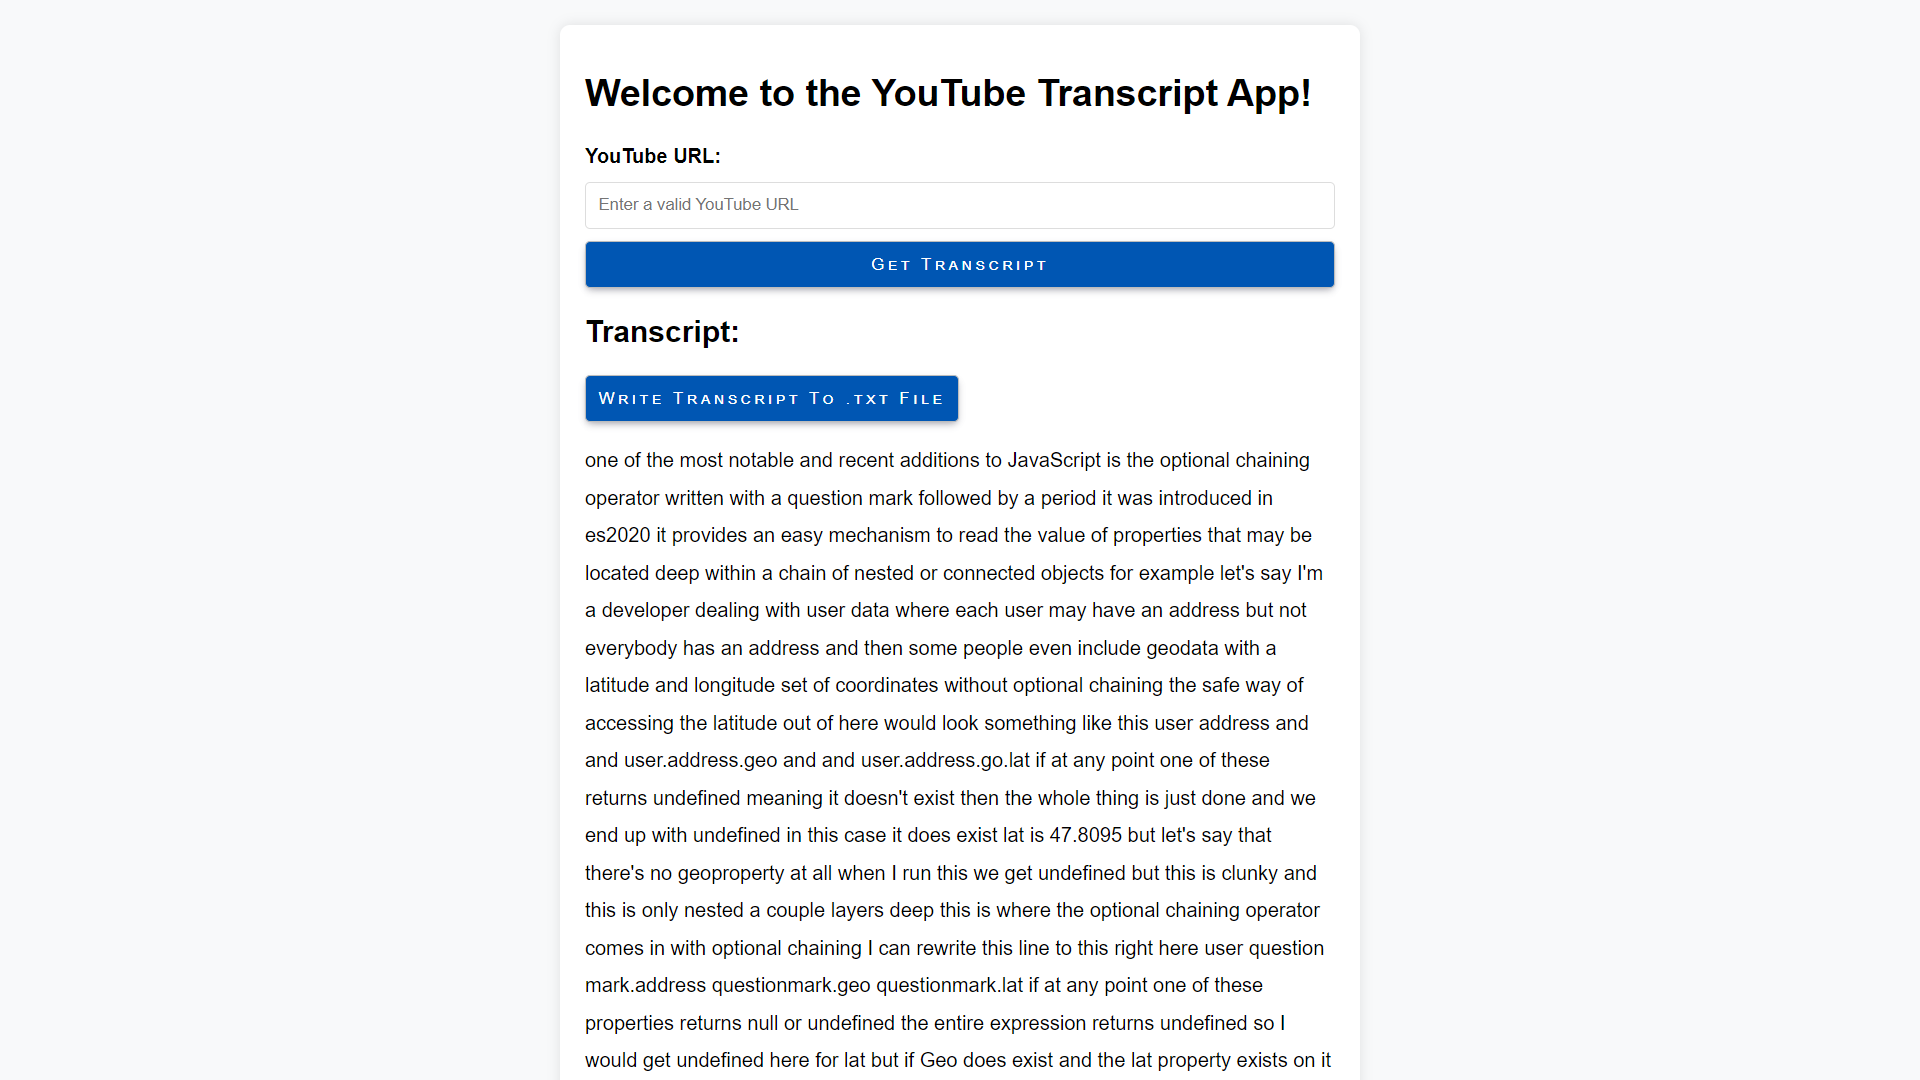 Welcome to the YouTube Transcript App!
YouTube URL:
Enter a valid YouTube URL
Get Transcript
Transcript:
Write Transcript To .txt File
one of the most notable and recent additions to JavaScript is the optional chaining
operator written with a question mark followed by a period it was introduced in
es2020 it provides an easy mechanism to read the value of properties that may be
located deep within a chain of nested or connected objects for example let's say I'm
a developer dealing with user data where each user may have an address but not
everybody has an address and then some people even include geodata with a
latitude and longitude set of coordinates without optional chaining the safe way of
accessing the latitude out of here would look something like this user address and
and user.address.geo and and user.address.go.lat if at any point one of these
returns undefined meaning it doesn't exist then the whole thing is just done and we
end up with undefined in this case it does exist lat is 47.8095 but let's say that
there's no geoproperty at all when I run this we get undefined but this is clunky and
this is only nested a couple layers deep this is where the optional chaining operator
comes in with optional chaining I can rewrite this line to this right here user question
mark.address questionmark.geo questionmark.lat if at any point one of these
properties returns null or undefined the entire expression returns undefined so I
would get undefined here for lat but if Geo does exist and the lat property exists on it